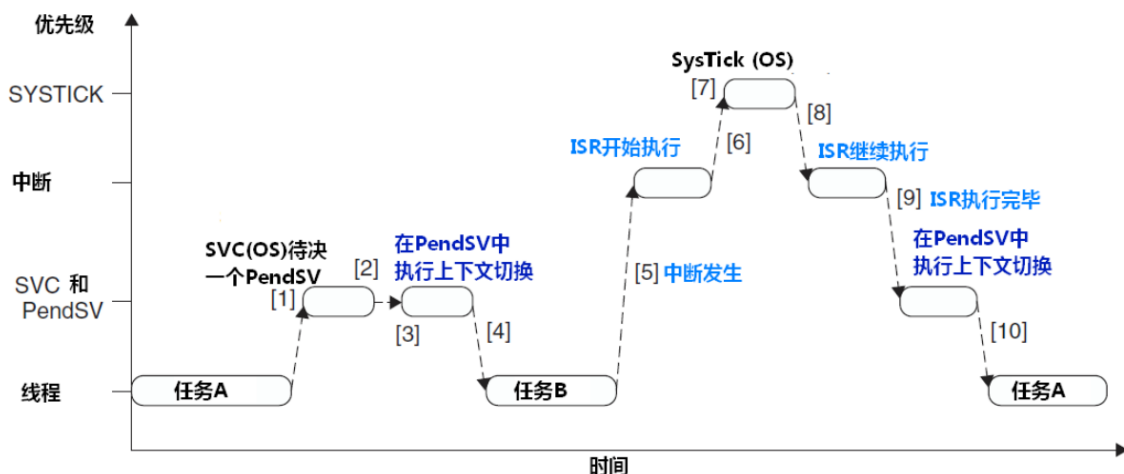 优先级
SysTick (OS)
SYSTICK
[7]
[8]
ISR开始执行
[6]
ISR继续执行
中断
[9] ISR执行完毕
SVC(OS)待决
一个PendSV
在PendSV中
执行上下文切换
在PendSV中
执行上下文切换
[2]
[5] 中断发生
SVC 和
PendSV
[1]
[3]
[4]
[10]
线程
任务A
任务B
任务A
时间